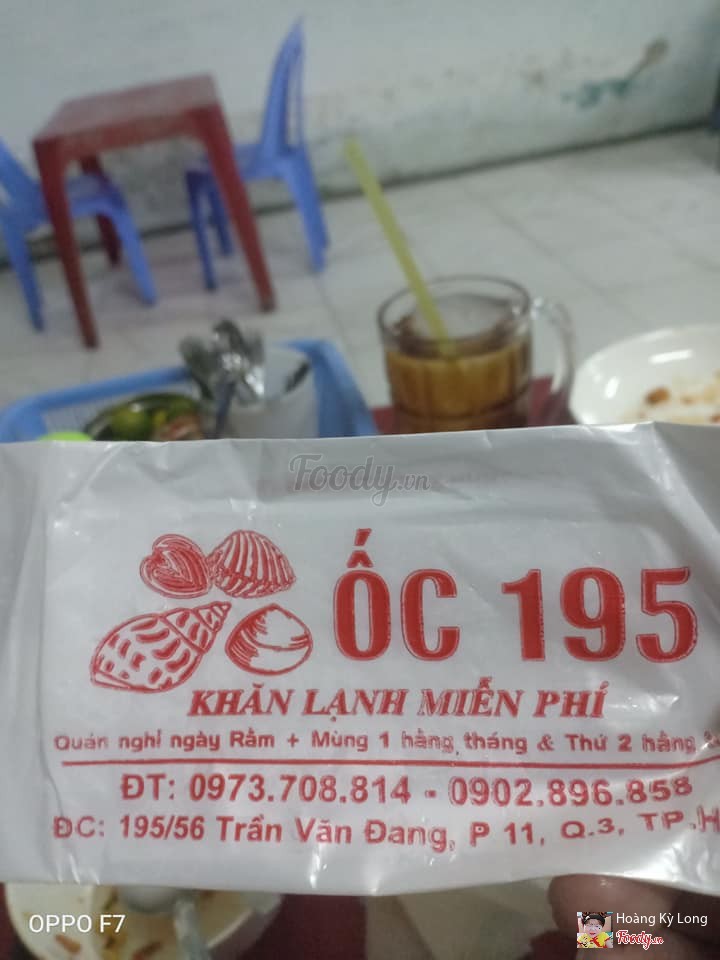 Foody.vn
ỐC 195
KHĂN LẠNH MIỄN PHÍ
Quán nghỉ ngày Rằm + Mùng 1 hằng tháng & Thứ 2 hằng
ĐT: 0973.708.814 - 0902.896.858
ĐC: 195/56 Trần Văn Đang, P 11, Q.3, TP.H
OPPO F7
Hoàng Kỳ Long
Foody.vn